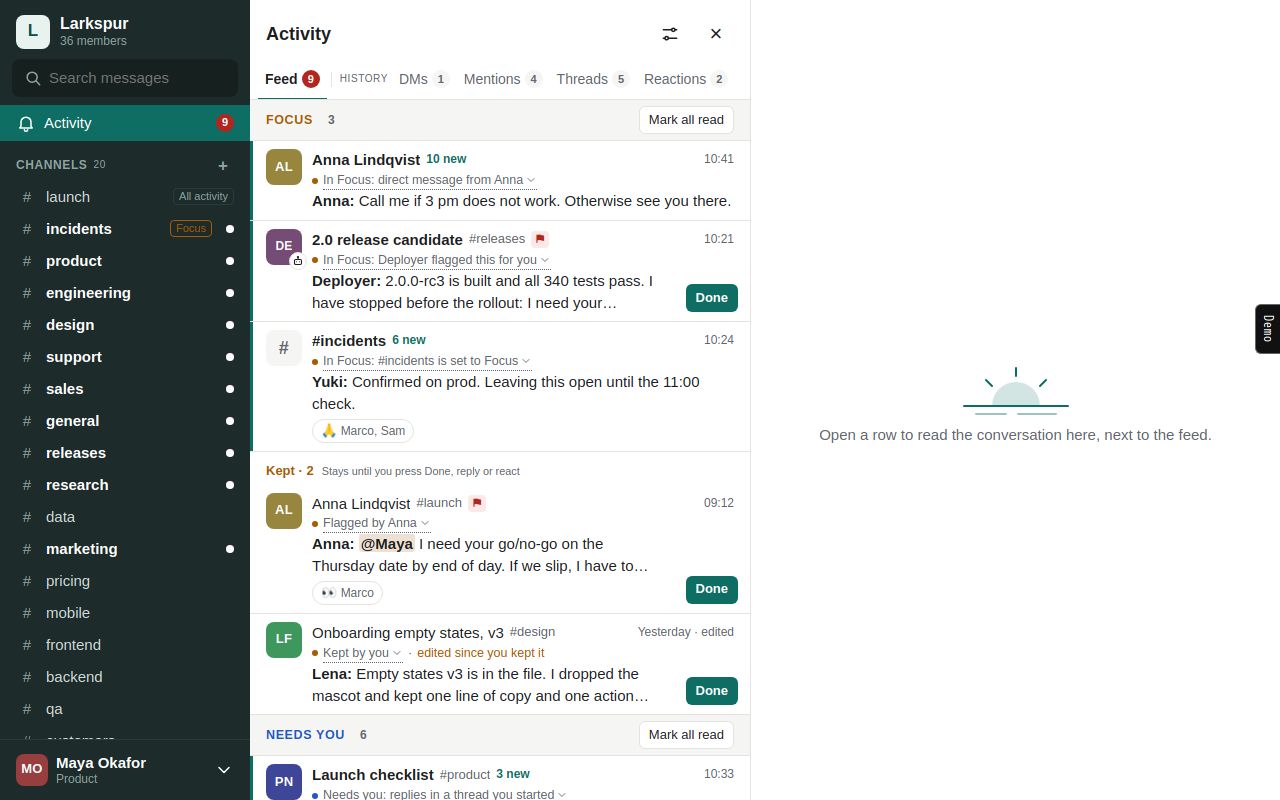 L
Larkspur
36 members
Search messages
Activity
9
CHANNELS 20
+
# launch All activity
# incidents Focus
# product
# engineering
# design
# support
# sales
# general
# releases
# research
# data
# marketing
# pricing
# mobile
# frontend
# backend
# qa
MO
Maya Okafor
Product
Activity
Feed 9
HISTORY
DMs 1
Mentions 4
Threads 5
Reactions 2
FOCUS 3
Mark all read
AL
Anna Lindqvist 10 new 10:41
In Focus: direct message from Anna
Anna: Call me if 3 pm does not work. Otherwise see you there.
DE
2.0 release candidate #releases 10:21
In Focus: Deployer flagged this for you
Deployer: 2.0.0-rc3 is built and all 340 tests pass. I
have stopped before the rollout: I need your…
Done
#
#incidents 6 new 10:24
In Focus: #incidents is set to Focus
Yuki: Confirmed on prod. Leaving this open until the 11:00
check.
🙏 Marco, Sam
Kept · 2 Stays until you press Done, reply or react
AL
Anna Lindqvist #launch 09:12
Flagged by Anna
Anna: @Maya I need your go/no-go on the
Thursday date by end of day. If we slip, I have to…
👀 Marco
Done
LF
Onboarding empty states, v3 #design Yesterday · edited
Kept by you · edited since you kept it
Lena: Empty states v3 is in the file. I dropped the
mascot and kept one line of copy and one action…
Done
NEEDS YOU 6
Mark all read
PN
Launch checklist #product 3 new 10:33
Needs you: replies in a thread you started
Open a row to read the conversation here, next to the feed.
Demo